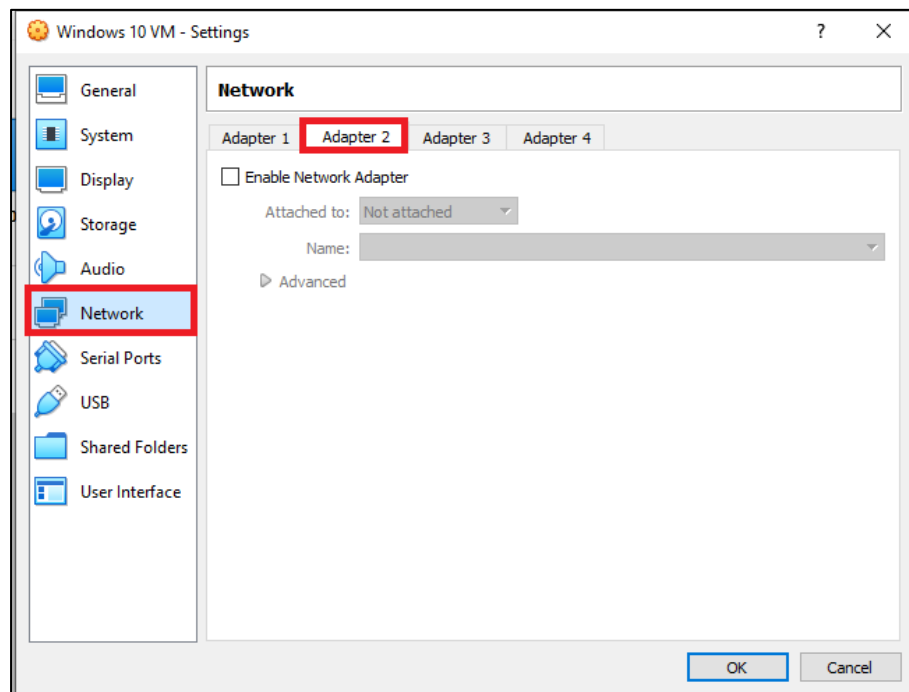 Windows 10 VM - Settings
?
General
System
Display
Storage
Audio
Network
Serial Ports
USB
Shared Folders
User Interface
Network
Adapter 1 Adapter 2 Adapter 3 Adapter 4
Enable Network Adapter
Attached to: Not attached
Name:
Advanced
OK Cancel